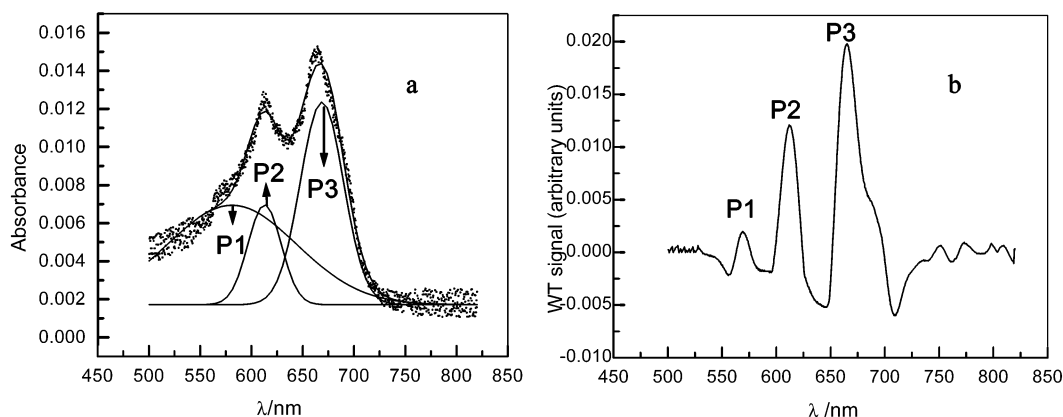 0.016
0.014
0.012
0.010
0.008
0.006
0.004
0.002
0.000
Absorbance
a
P2
P3
P1
450 500 550 600 650 700 750 800 850
λ/nm
0.020
0.015
0.010
0.005
0.000
-0.005
-0.010
WT signal (arbitrary units)
P3
b
P2
P1
450 500 550 600 650 700 750 800 850
λ /nm